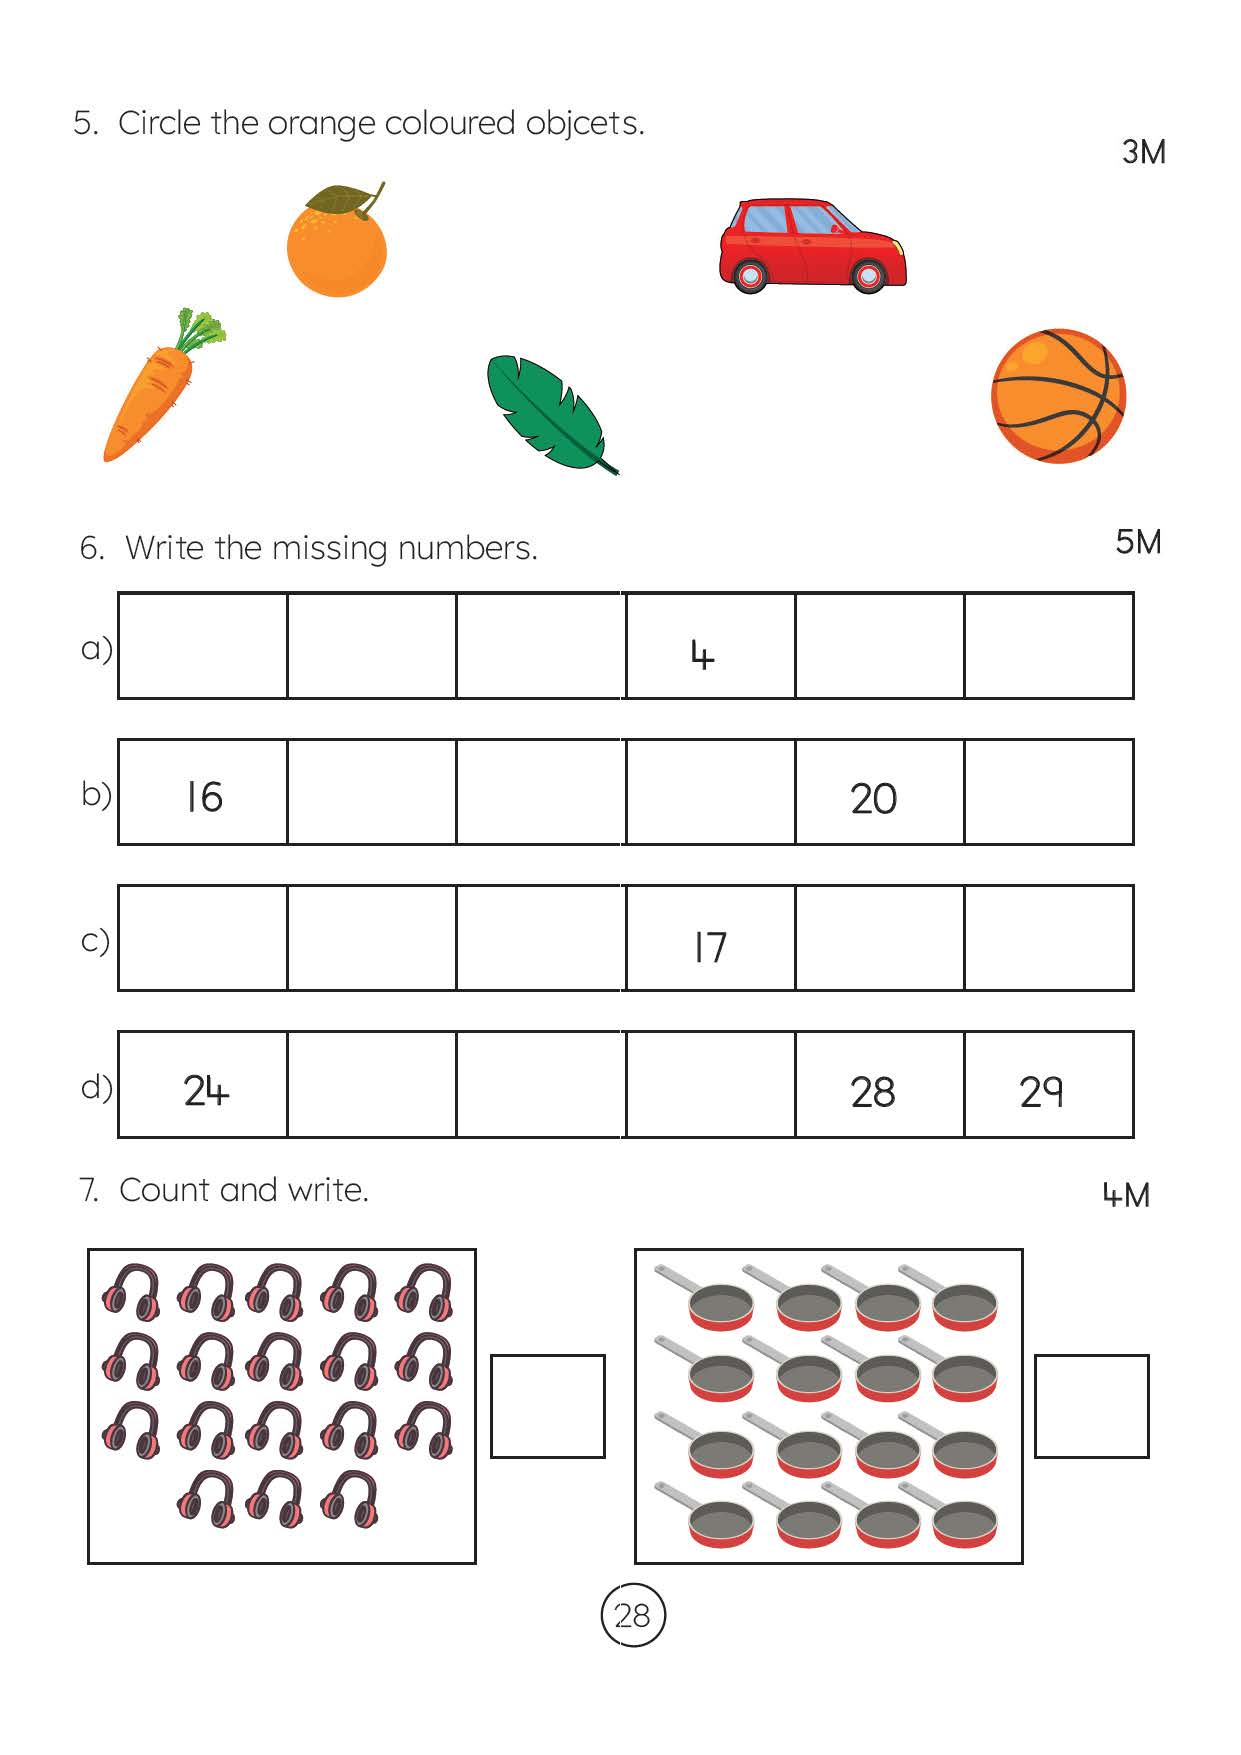 5. Circle the orange coloured objcets.
3M
6. Write the missing numbers.
5M
a) 4
b) 16 20
c) 17
d) 24 28 29
7. Count and write.
4M
28